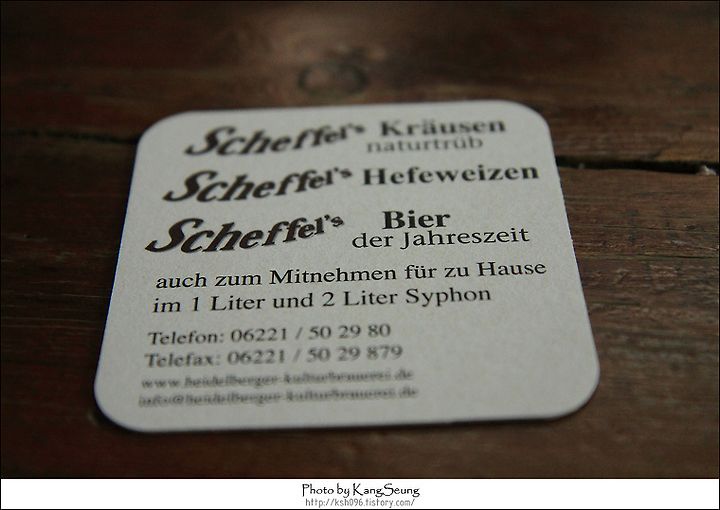 Scheffel's Kräusen
naturtrüb
Scheffel's Hefeweizen
Scheffel's Bier
der Jahreszeit
auch zum Mitnehmen für zu Hause
im 1 Liter und 2 Liter Syphon
Telefon: 06221 / 50 29 80
Telefax: 06221 / 50 29 879
www.heidelberger-kulturbrauerei.de
info@heidelberger-kulturbrauerei.de
Photo by KangSeung
http://ksh096.tistory.com/